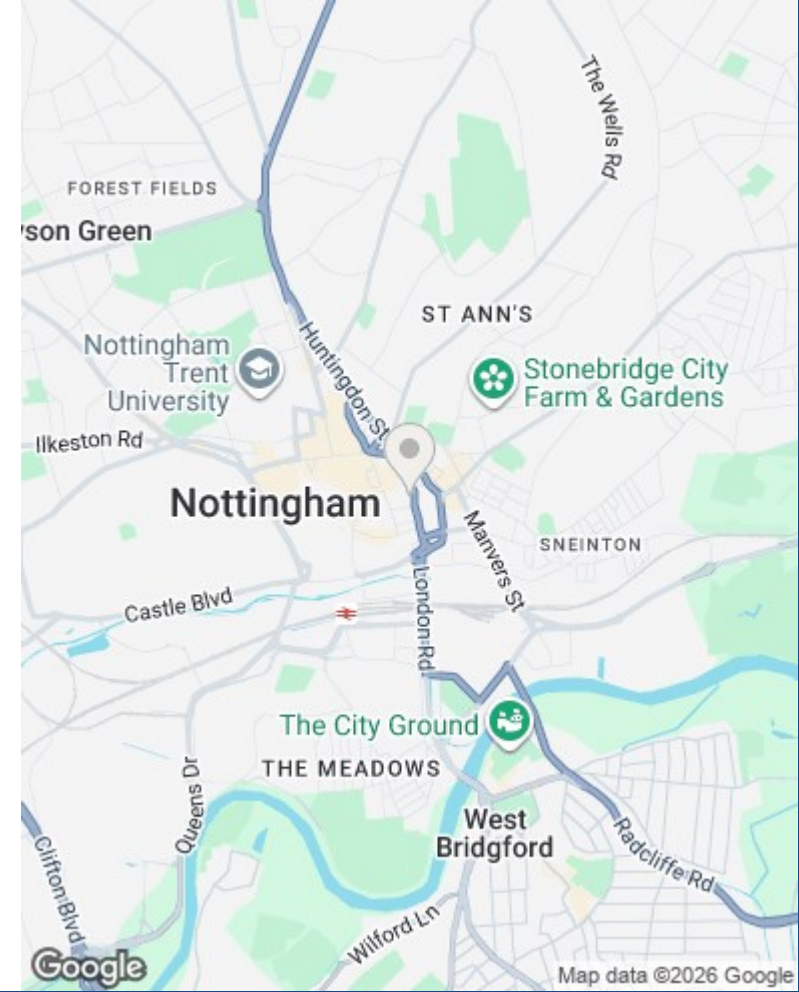 The Wells Rd
FOREST FIELDS
yson Green
ST ANN'S
Huntingdon St
Nottingham
Trent
University
Stonebridge City
Farm & Gardens
Ilkeston Rd
Nottingham
Manvers St
SNEINTON
London Rd
Castle Blvd
The City Ground
THE MEADOWS
Queens Dr
West
Bridgford
Radcliffe Rd
Clifton Blvd
Wilford Ln
Google
Map data ©2026 Google